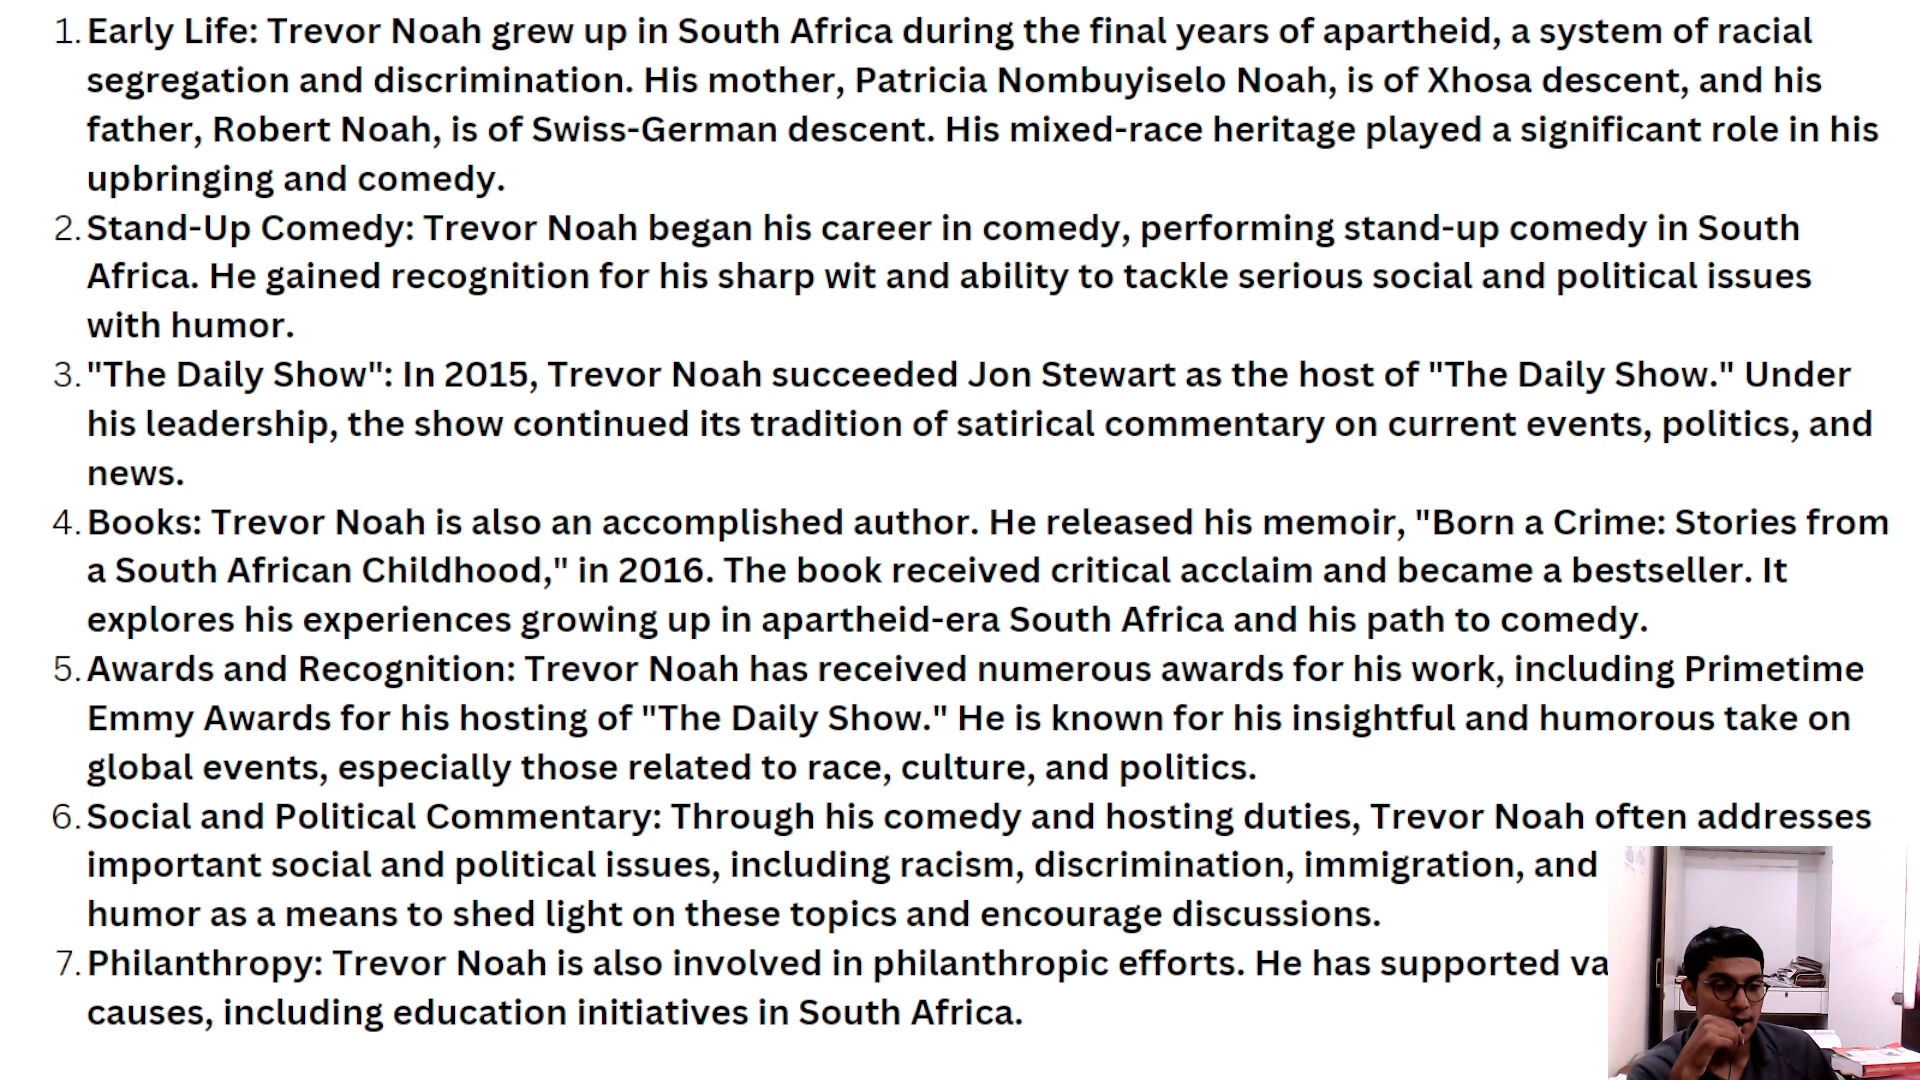 1. Early Life: Trevor Noah grew up in South Africa during the final years of apartheid, a system of racial
segregation and discrimination. His mother, Patricia Nombuyiselo Noah, is of Xhosa descent, and his
father, Robert Noah, is of Swiss-German descent. His mixed-race heritage played a significant role in his
upbringing and comedy.
2. Stand-Up Comedy: Trevor Noah began his career in comedy, performing stand-up comedy in South
Africa. He gained recognition for his sharp wit and ability to tackle serious social and political issues
with humor.
3. "The Daily Show": In 2015, Trevor Noah succeeded Jon Stewart as the host of "The Daily Show." Under
his leadership, the show continued its tradition of satirical commentary on current events, politics, and
news.
4. Books: Trevor Noah is also an accomplished author. He released his memoir, "Born a Crime: Stories from
a South African Childhood," in 2016. The book received critical acclaim and became a bestseller. It
explores his experiences growing up in apartheid-era South Africa and his path to comedy.
5. Awards and Recognition: Trevor Noah has received numerous awards for his work, including Primetime
Emmy Awards for his hosting of "The Daily Show." He is known for his insightful and humorous take on
global events, especially those related to race, culture, and politics.
6. Social and Political Commentary: Through his comedy and hosting duties, Trevor Noah often addresses
important social and political issues, including racism, discrimination, immigration, and
humor as a means to shed light on these topics and encourage discussions.
7. Philanthropy: Trevor Noah is also involved in philanthropic efforts. He has supported va
causes, including education initiatives in South Africa.